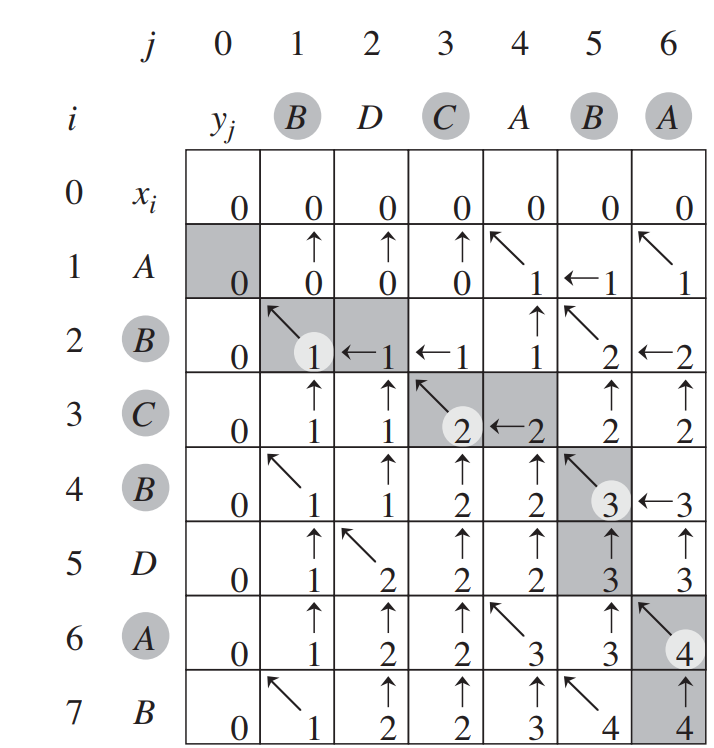 j 0 1 2 3 4 5 6
i y_j B D C A B A
0 x_i 0 0 0 0 0 0 0
1 A 0 ↑0 ↑0 ↑0 ↖1 ←1 ↖1
2 B 0 ↖1 ←1 ←1 ↑1 ↖2 ←2
3 C 0 ↑1 ↑1 ↖2 ←2 ↑2 ↑2
4 B 0 ↖1 ↑1 ↑2 ↑2 ↖3 ←3
5 D 0 ↑1 ↖2 ↑2 ↑2 ↑3 ↑3
6 A 0 ↑1 ↑2 ↑2 ↖3 ↑3 ↖4
7 B 0 ↖1 ↑2 ↑2 ↑3 ↖4 ↑4